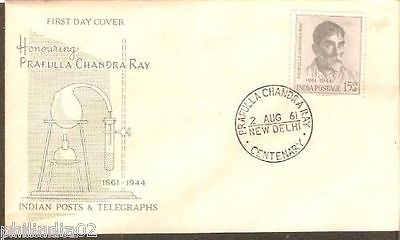 FIRST DAY COVER
Honouring
PRAFULLA CHANDRA RAY
1861-1944
INDIAN POSTS & TELEGRAPHS
PRAFULLA CHANDRA RAY
1861-1944
INDIA POSTAGE 15
PRAFULLA CHANDRA RAY
2 AUG 61
NEW DELHI
CENTENARY
philindia02